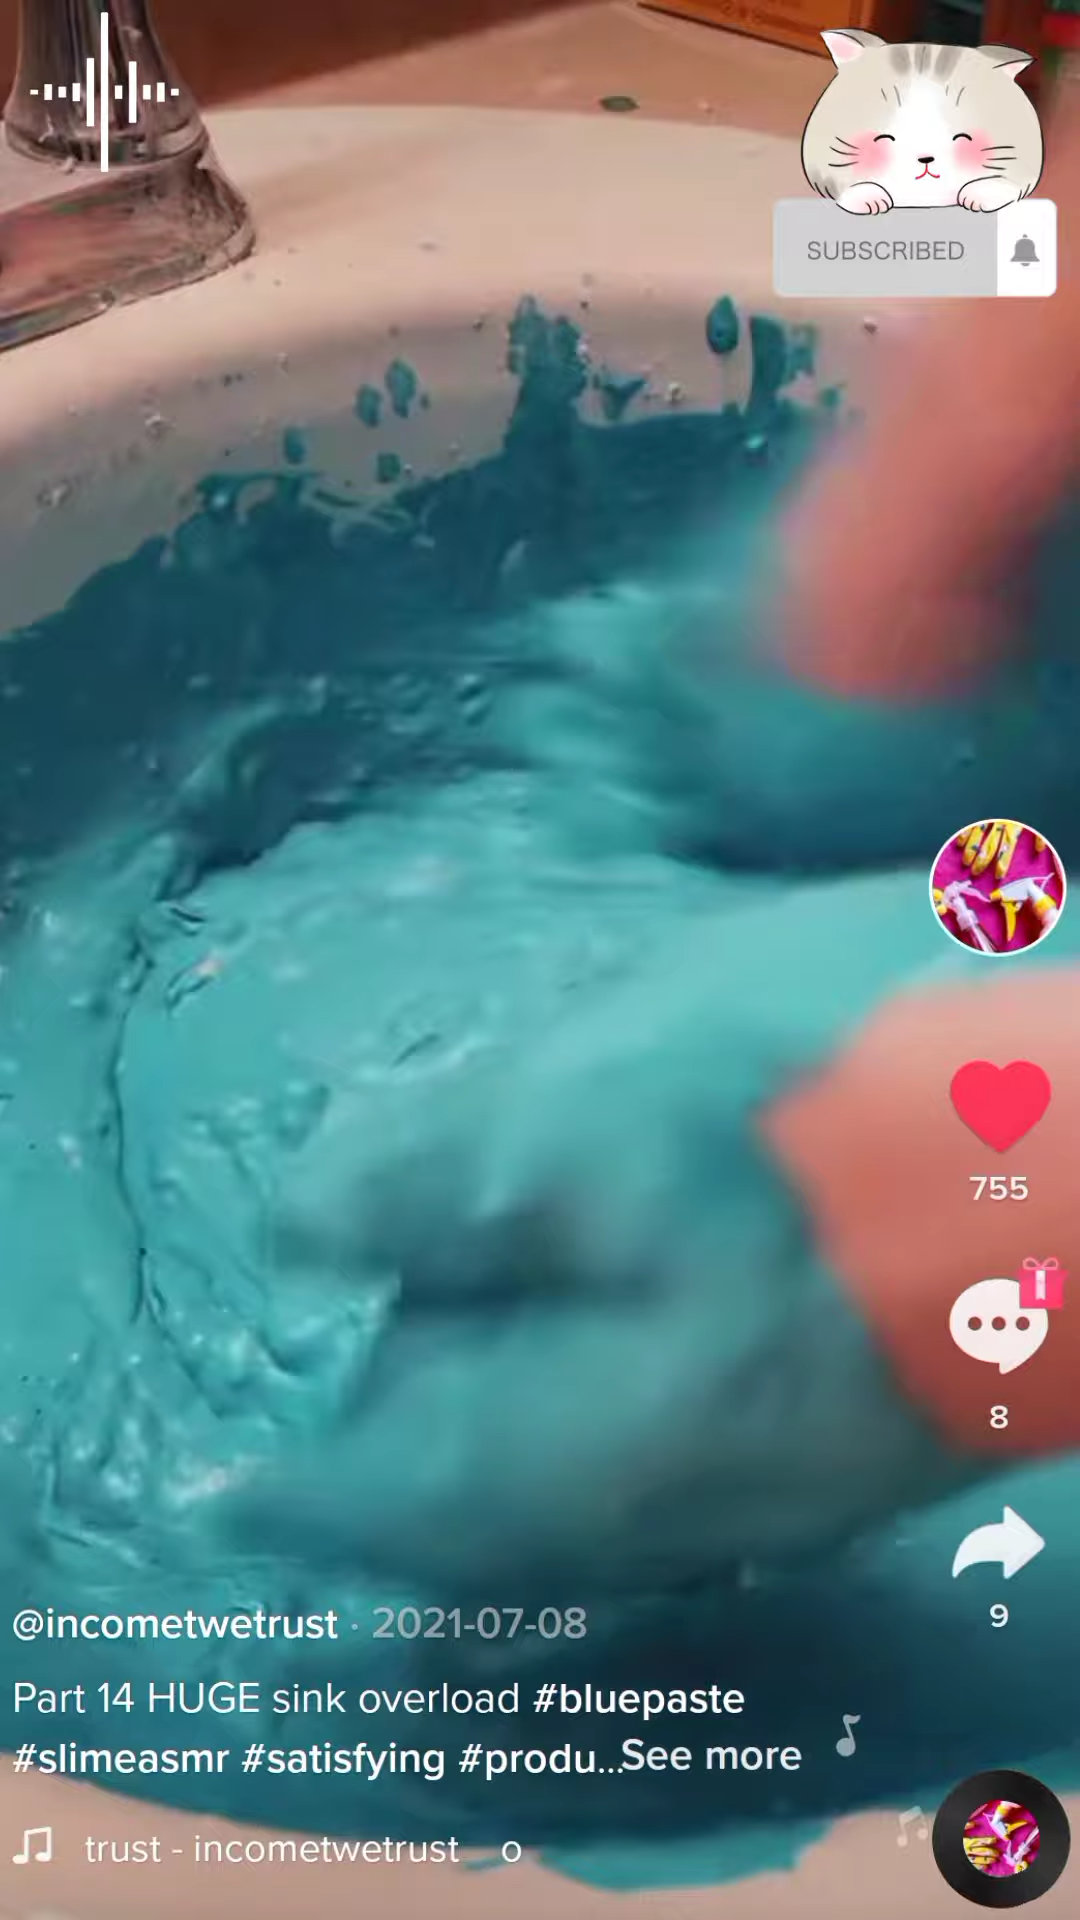 SUBSCRIBED
755
8
9
@incometwetrust · 2021-07-08
Part 14 HUGE sink overload #bluepaste
#slimeasmr #satisfying #produ...See more
trust - incometwetrust o